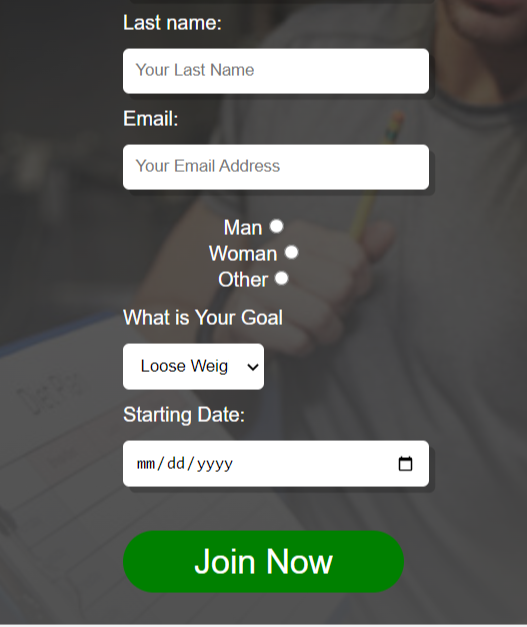 Last name:
Your Last Name
Email:
Your Email Address
Man
Woman
Other
What is Your Goal
Loose Weig
Starting Date:
mm/dd/yyyy
Join Now